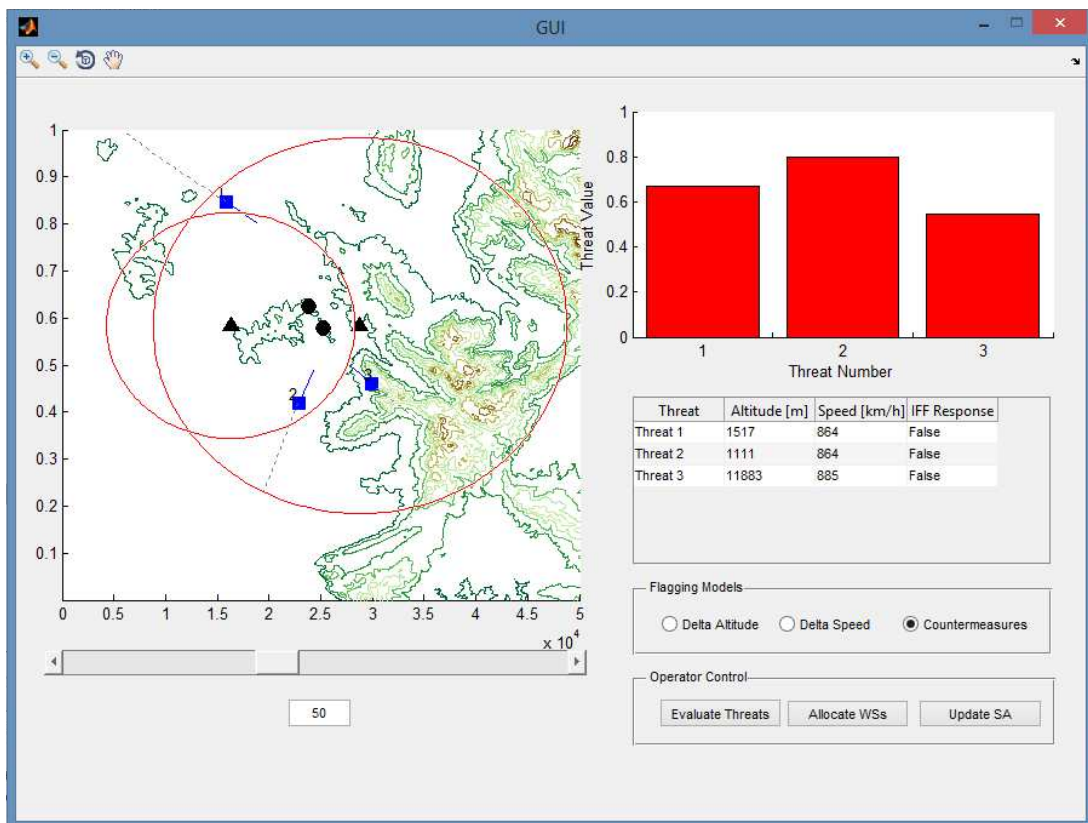 GUI
1
0.9
0.8
0.7
0.6
0.5
0.4
0.3
0.2
0.1
1
2
3
0 0.5 1 1.5 2 2.5 3 3.5 4 4.5 5
x 10^4
50
1
0.8
0.6
0.4
0.2
0
Threat Value
1 2 3
Threat Number
Threat Altitude [m] Speed [km/h] IFF Response
Threat 1 1517 864 False
Threat 2 1111 864 False
Threat 3 11883 885 False
Flagging Models
Delta Altitude Delta Speed Countermeasures
Operator Control
Evaluate Threats Allocate WSs Update SA